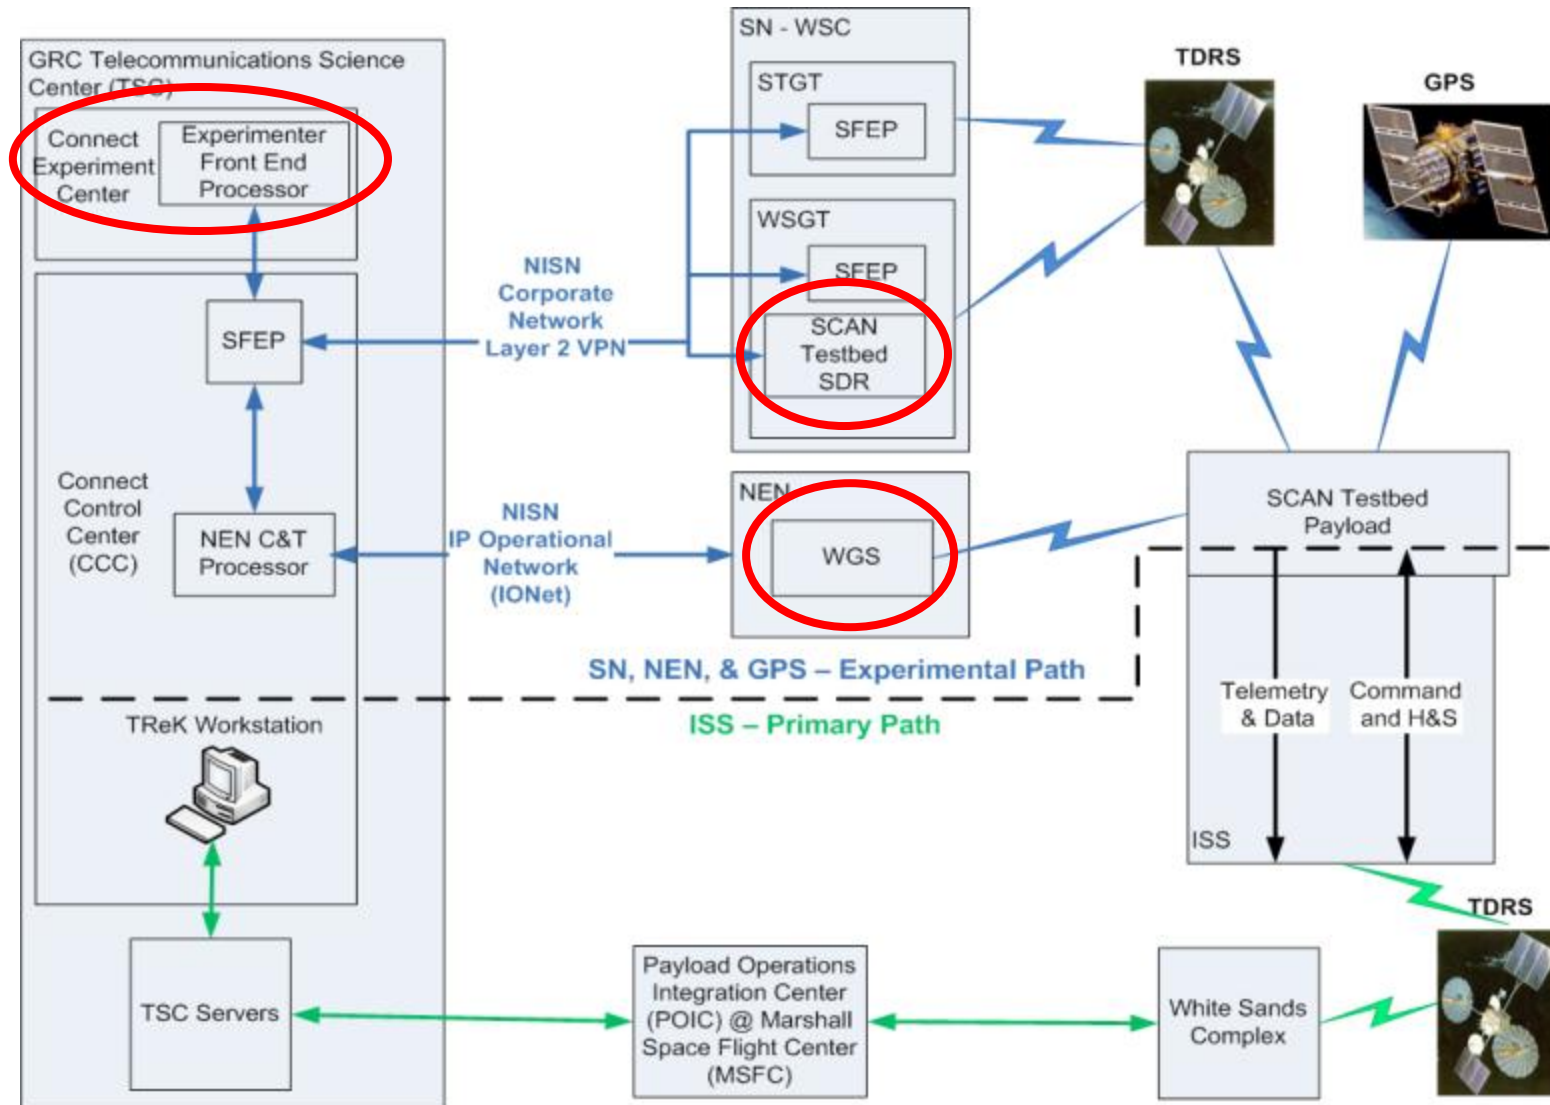 GRC Telecommunications Science
Center (TSC)
Connect
Experiment
Center
Experimenter
Front End
Processor
SFEP
Connect
Control
Center
(CCC)
NEN C&T
Processor
TReK Workstation
TSC Servers
NISN
Corporate
Network
Layer 2 VPN
NISN
IP Operational
Network
(IONet)
SN - WSC
STGT
SFEP
WSGT
SFEP
SCAN
Testbed
SDR
NEN
WGS
TDRS
GPS
SCAN Testbed
Payload
SN, NEN, & GPS – Experimental Path
ISS – Primary Path
Telemetry
& Data
Command
and H&S
ISS
TDRS
Payload Operations
Integration Center
(POIC) @ Marshall
Space Flight Center
(MSFC)
White Sands
Complex